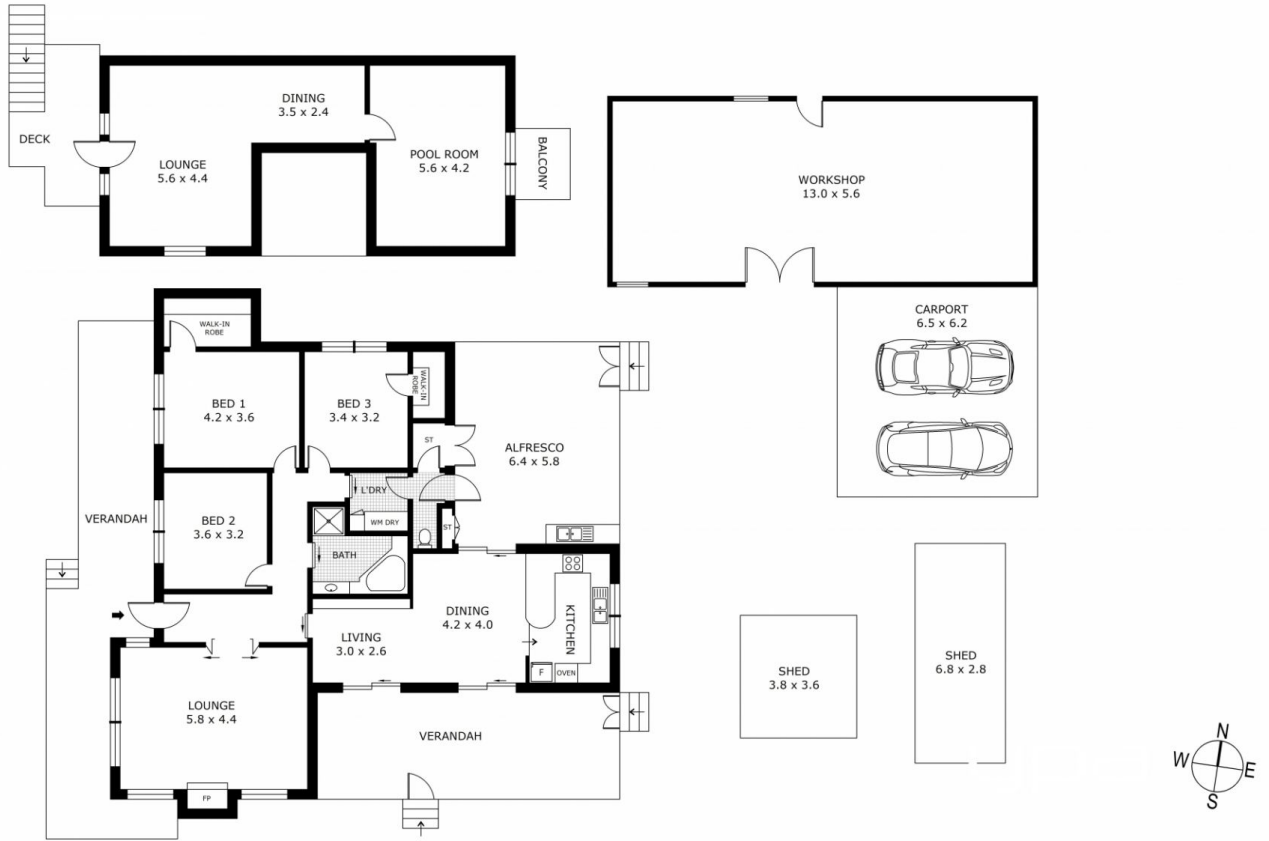 DINING
3.5 x 2.4
DECK
LOUNGE
5.6 x 4.4
POOL ROOM
5.6 x 4.2
BALCONY
WORKSHOP
13.0 x 5.6
CARPORT
6.5 x 6.2
WALK-IN
ROBE
BED 1
4.2 x 3.6
BED 3
3.4 x 3.2
WALK-IN
ROBE
ST
ALFRESCO
6.4 x 5.8
VERANDAH
BED 2
3.6 x 3.2
L'DRY
WM DRY
ST
BATH
LIVING
3.0 x 2.6
DINING
4.2 x 4.0
KITCHEN
F
OVEN
LOUNGE
5.8 x 4.4
FP
VERANDAH
SHED
3.8 x 3.6
SHED
6.8 x 2.8
N
W
E
S